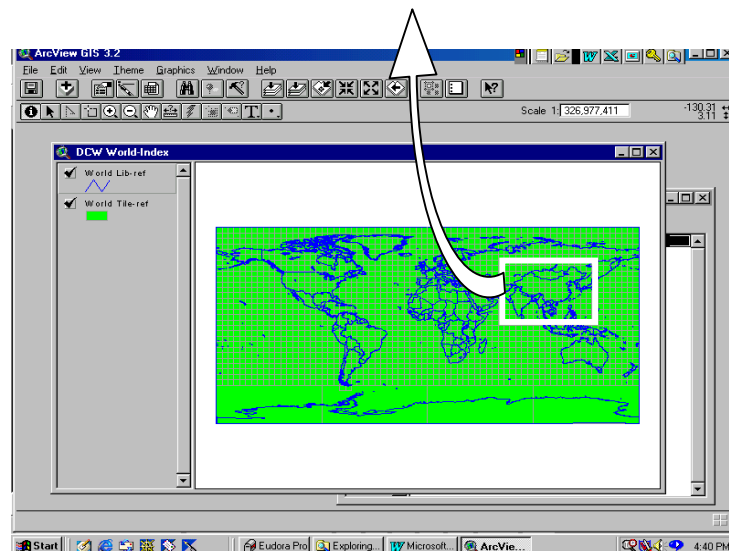 ArcView GIS 3.2
File Edit View Theme Graphics Window Help
Scale 1: 326,977,411
-130.31
3.11
DCW World-Index
World Lib-ref
World Tile-ref
Start
Eudora Pro
Exploring...
Microsoft...
ArcVie...
4:40 PM